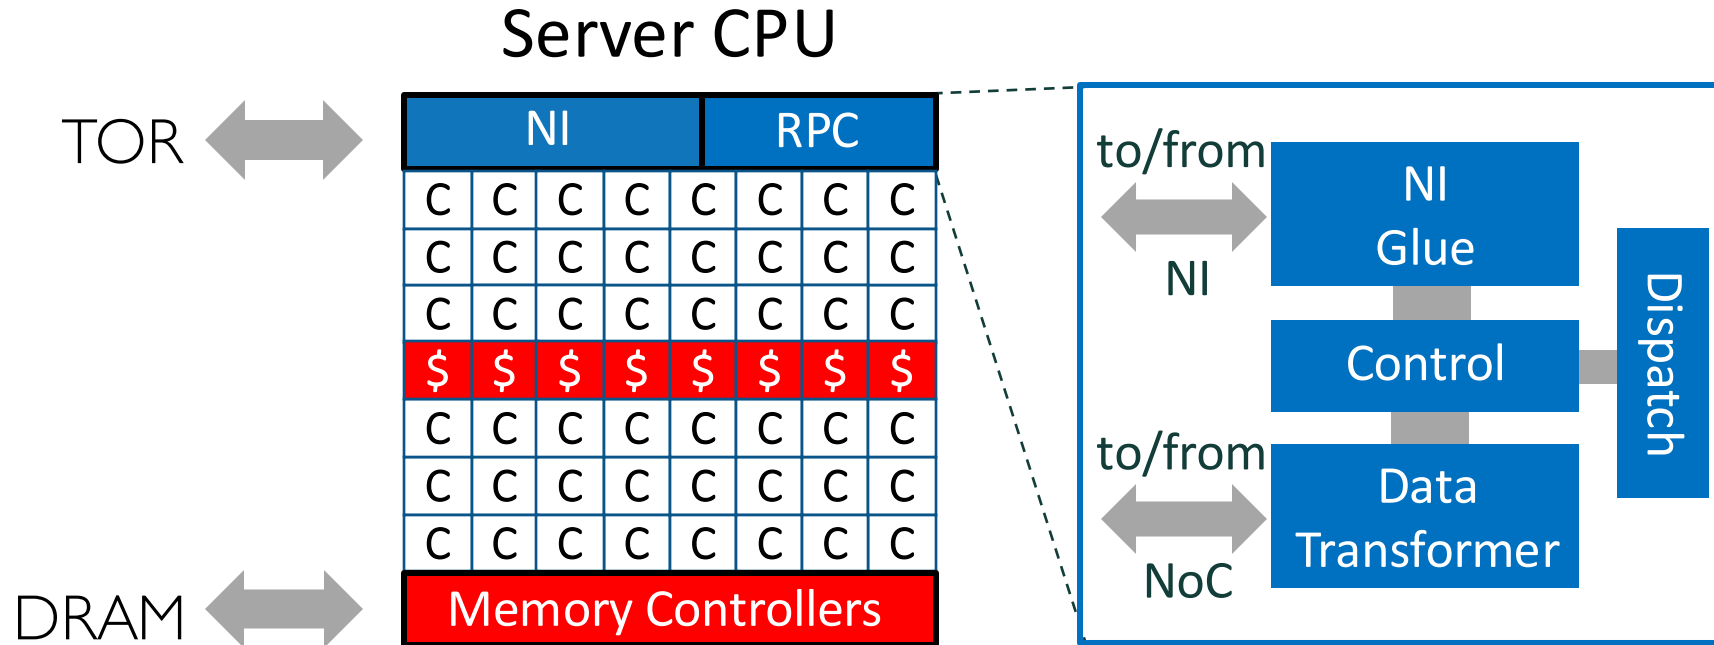 Server CPU
TOR
NI RPC
C C C C C C C C
C C C C C C C C
C C C C C C C C
$ $ $ $ $ $ $ $
C C C C C C C C
C C C C C C C C
C C C C C C C C
DRAM
Memory Controllers
to/from
NI
NI
Glue
Control
Dispatch
to/from
NoC
Data
Transformer